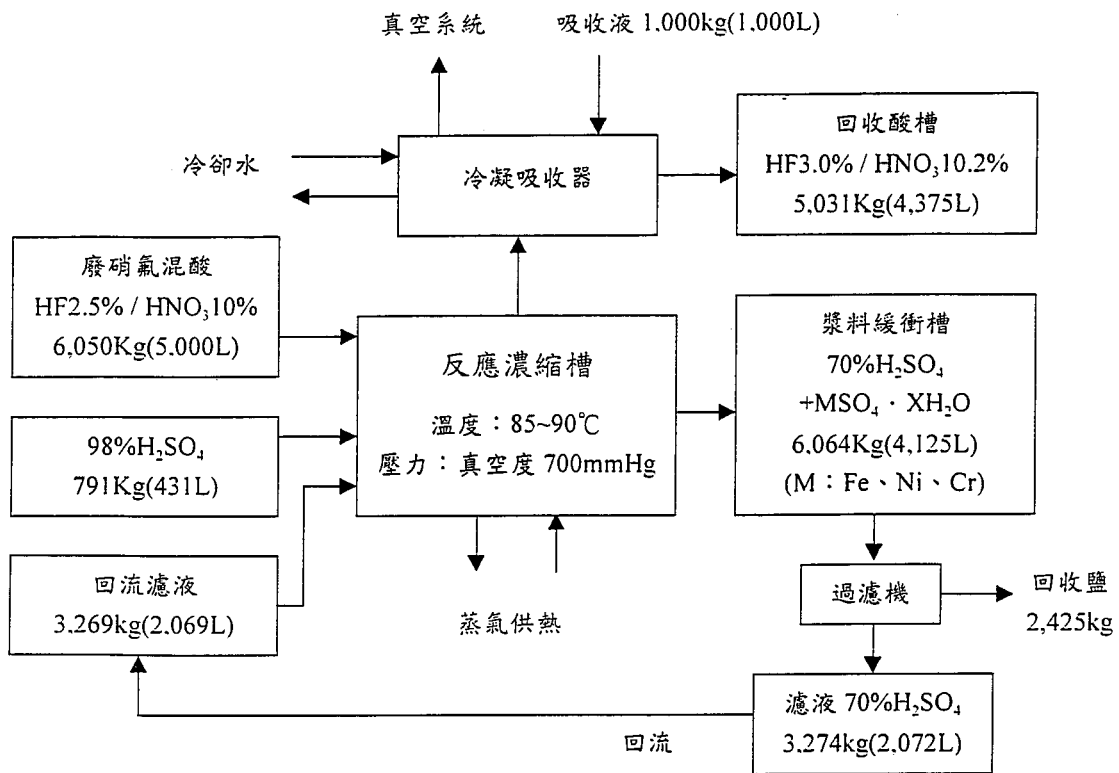 真空系統
吸收液 1,000kg(1,000L)
冷卻水
冷凝吸收器
回收酸槽
HF3.0% / HNO₃10.2%
5,031Kg(4,375L)
廢硝氟混酸
HF2.5% / HNO₃10%
6,050Kg(5,000L)
98%H₂SO₄
791Kg(431L)
回流濾液
3,269kg(2,069L)
反應濃縮槽
溫度：85~90℃
壓力：真空度 700mmHg
蒸氣供熱
漿料緩衝槽
70%H₂SO₄
+MSO₄．XH₂O
6,064Kg(4,125L)
(M：Fe、Ni、Cr)
過濾機
回收鹽
2,425kg
濾液 70%H₂SO₄
3,274kg(2,072L)
回流